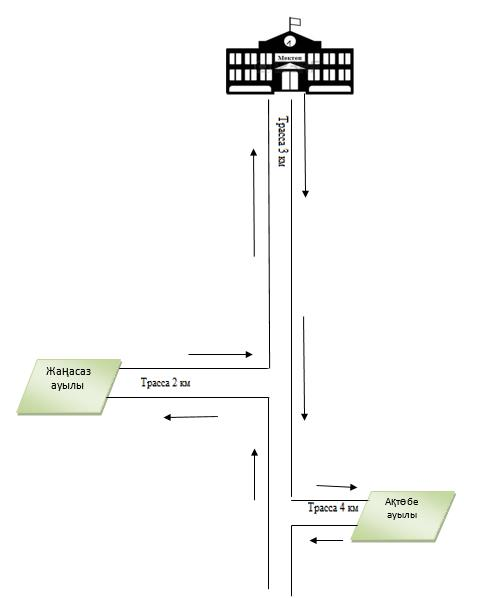 Мектеп
Трасса 3 км
Жаңасаз
ауылы
Трасса 2 км
Ақтөбе
ауылы
Трасса 4 км